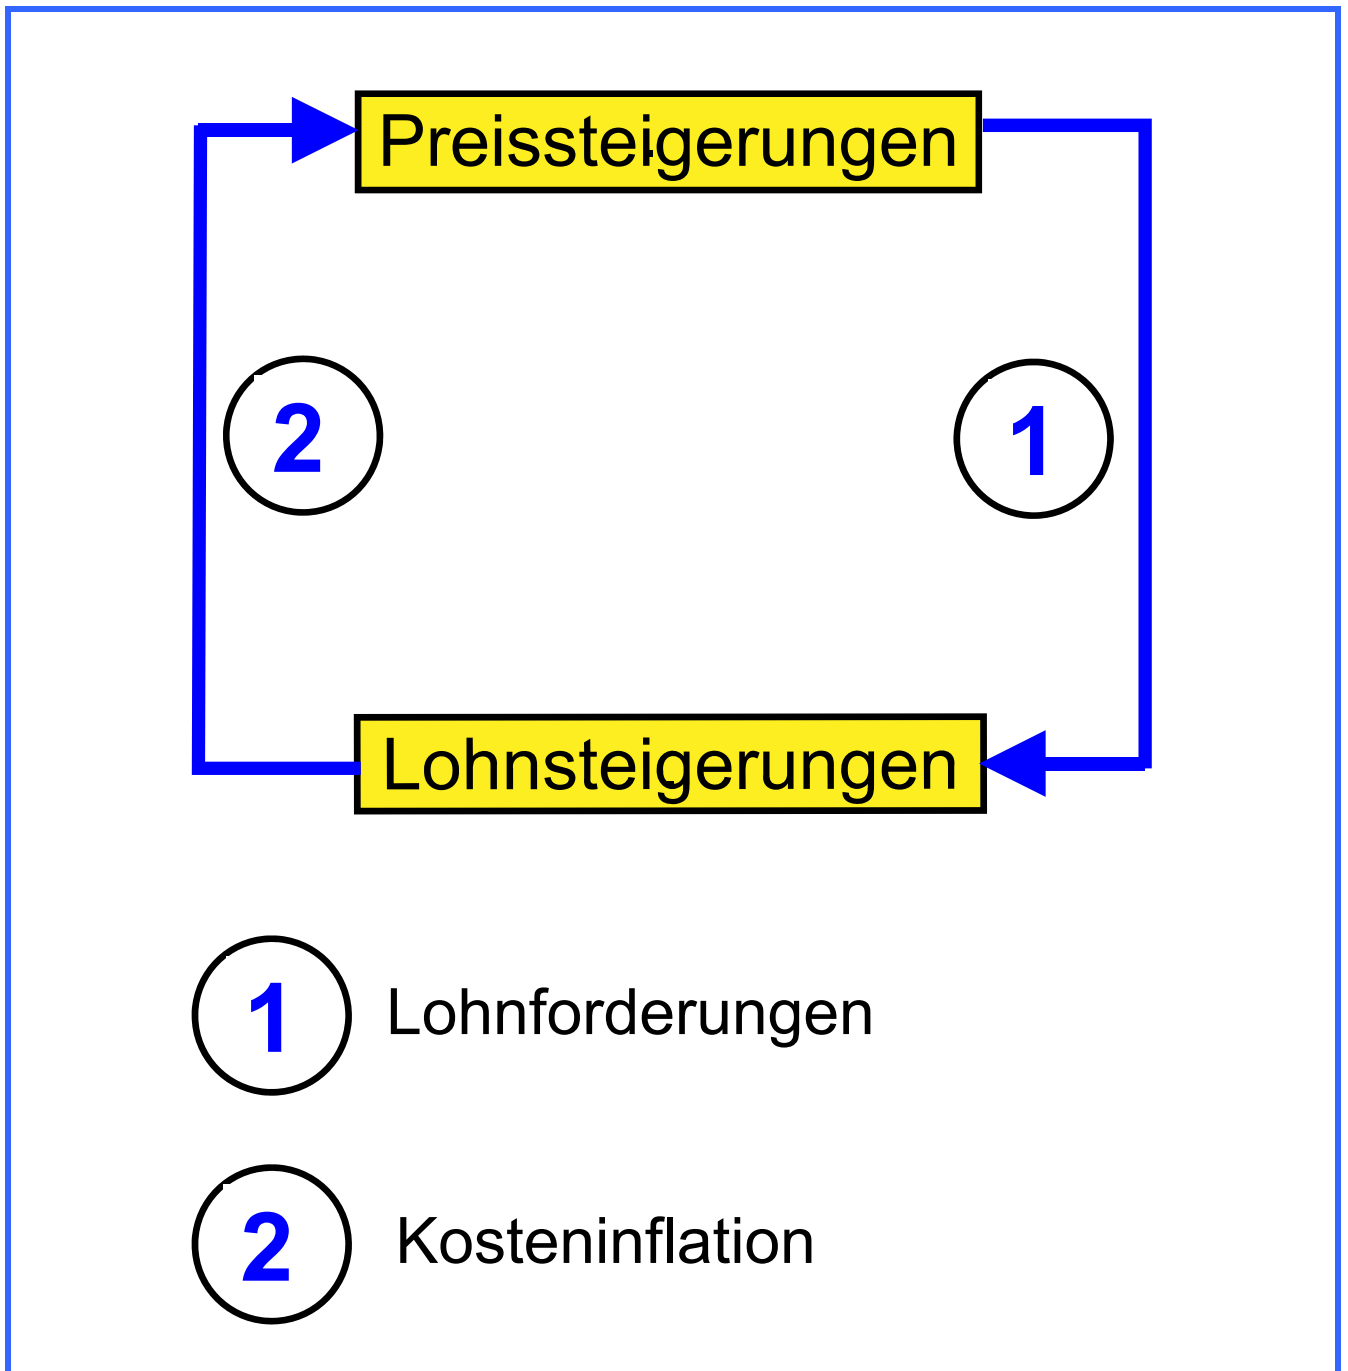 Preissteigerungen
2
1
Lohnsteigerungen
1 Lohnforderungen
2 Kosteninflation